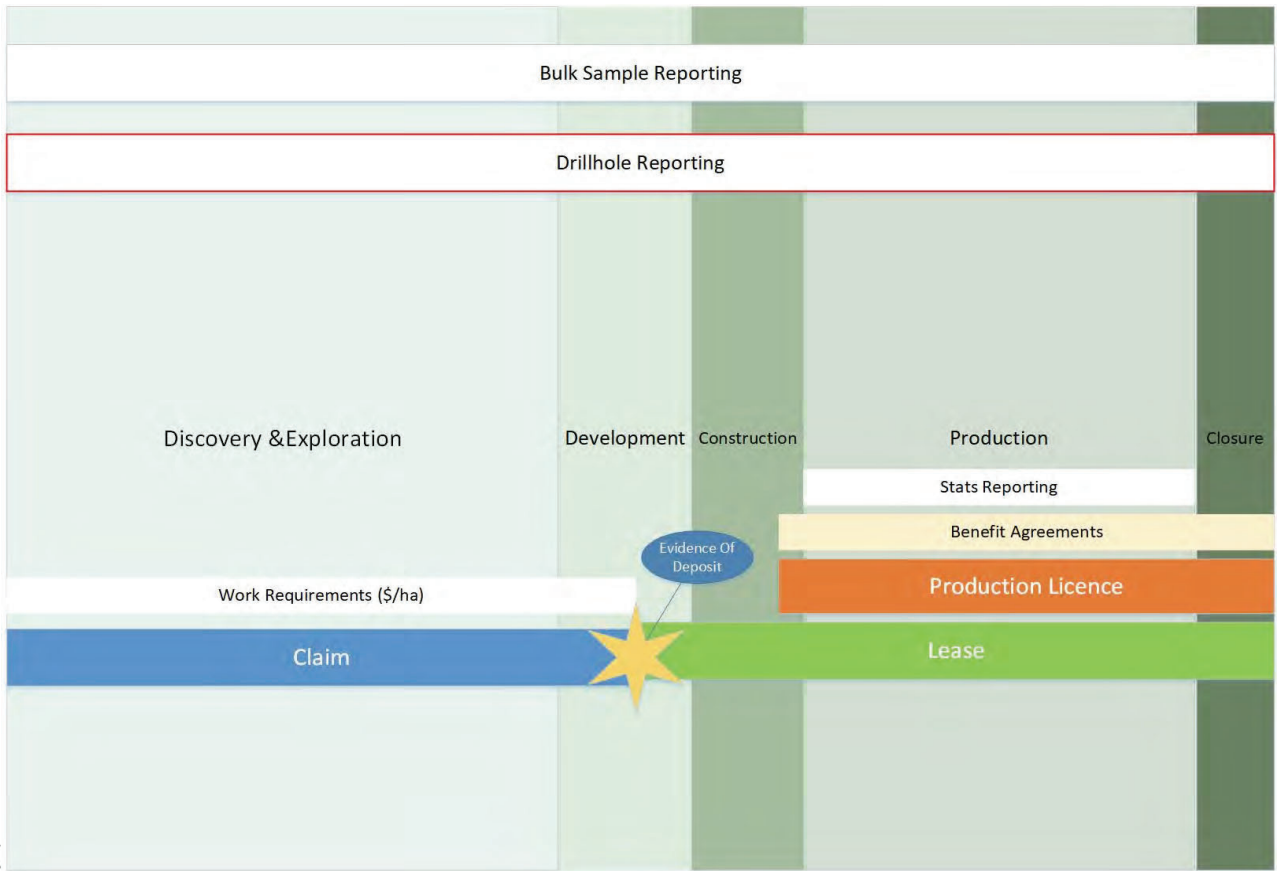 Bulk Sample Reporting
Drillhole Reporting
Discovery &Exploration
Development
Construction
Production
Closure
Stats Reporting
Benefit Agreements
Evidence Of
Deposit
Production Licence
Work Requirements ($/ha)
Claim
Lease